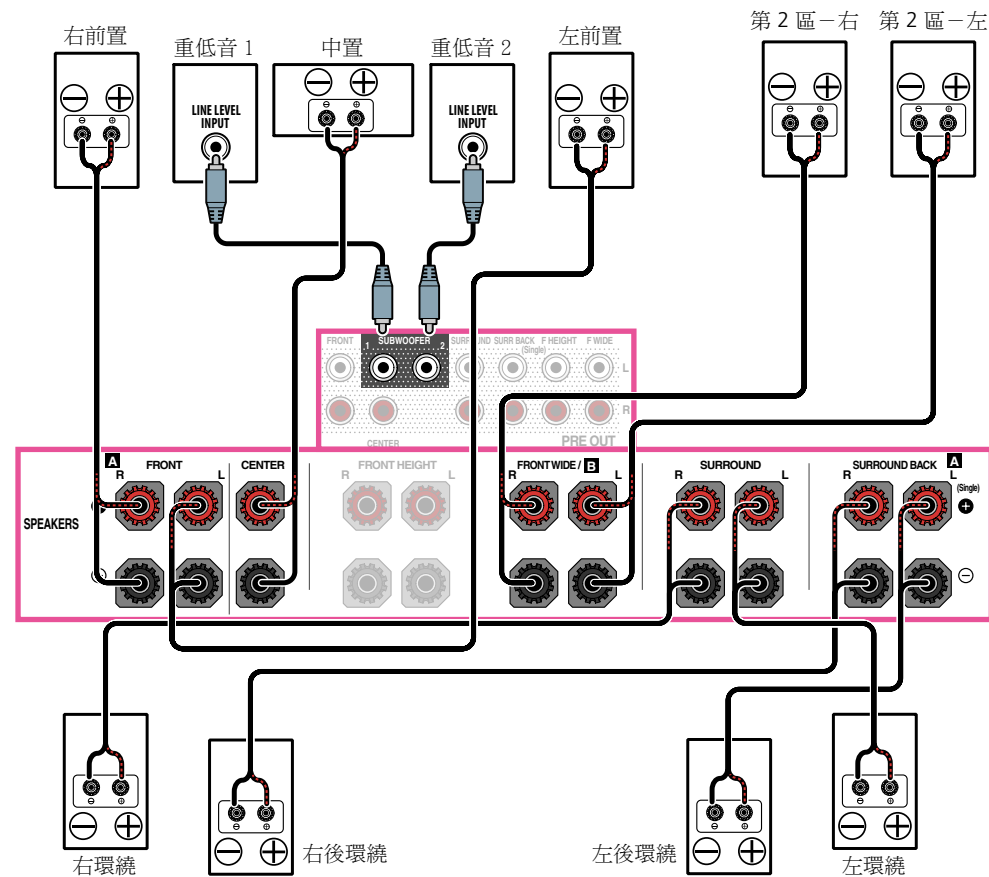 第 2 區－右 第 2 區－左
右前置
重低音 1
中置
重低音 2
左前置
LINE LEVEL
INPUT
LINE LEVEL
INPUT
FRONT
SUBWOOFER
1
2
SURROUND
SURR BACK
(Single)
F HEIGHT
F WIDE
L
R
CENTER
PRE OUT
SPEAKERS
A
FRONT
R
L
CENTER
FRONT HEIGHT
R
L
FRONT WIDE / B
R
L
SURROUND
R
L
SURROUND BACK
A
R
L
(Single)
右環繞
右後環繞
左後環繞
左環繞